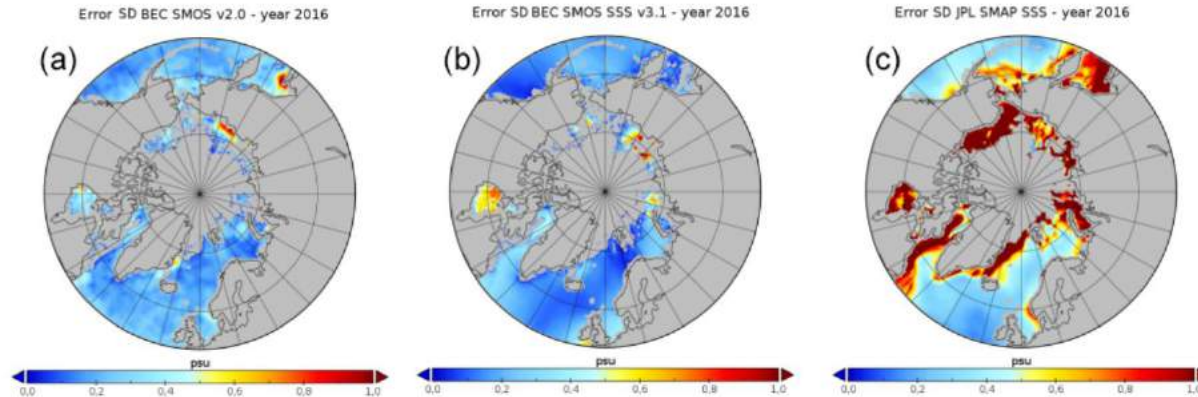 Error SD BEC SMOS v2.0 - year 2016
(a)
psu
0,0 0,2 0,4 0,6 0,8 1,0
Error SD BEC SMOS SSS v3.1 - year 2016
(b)
psu
0,0 0,2 0,4 0,6 0,8 1,0
Error SD JPL SMAP SSS - year 2016
(c)
psu
0,0 0,2 0,4 0,6 0,8 1,0